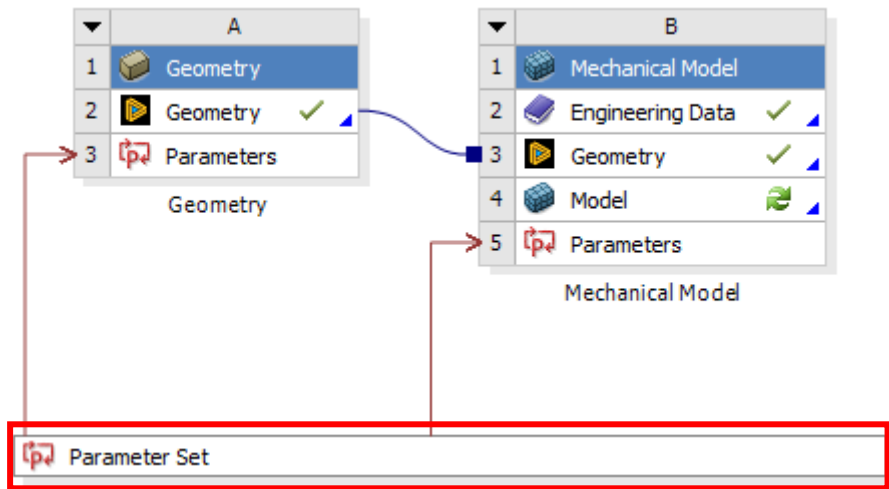 A
1 Geometry
2 Geometry
3 Parameters
Geometry
B
1 Mechanical Model
2 Engineering Data
3 Geometry
4 Model
5 Parameters
Mechanical Model
Parameter Set